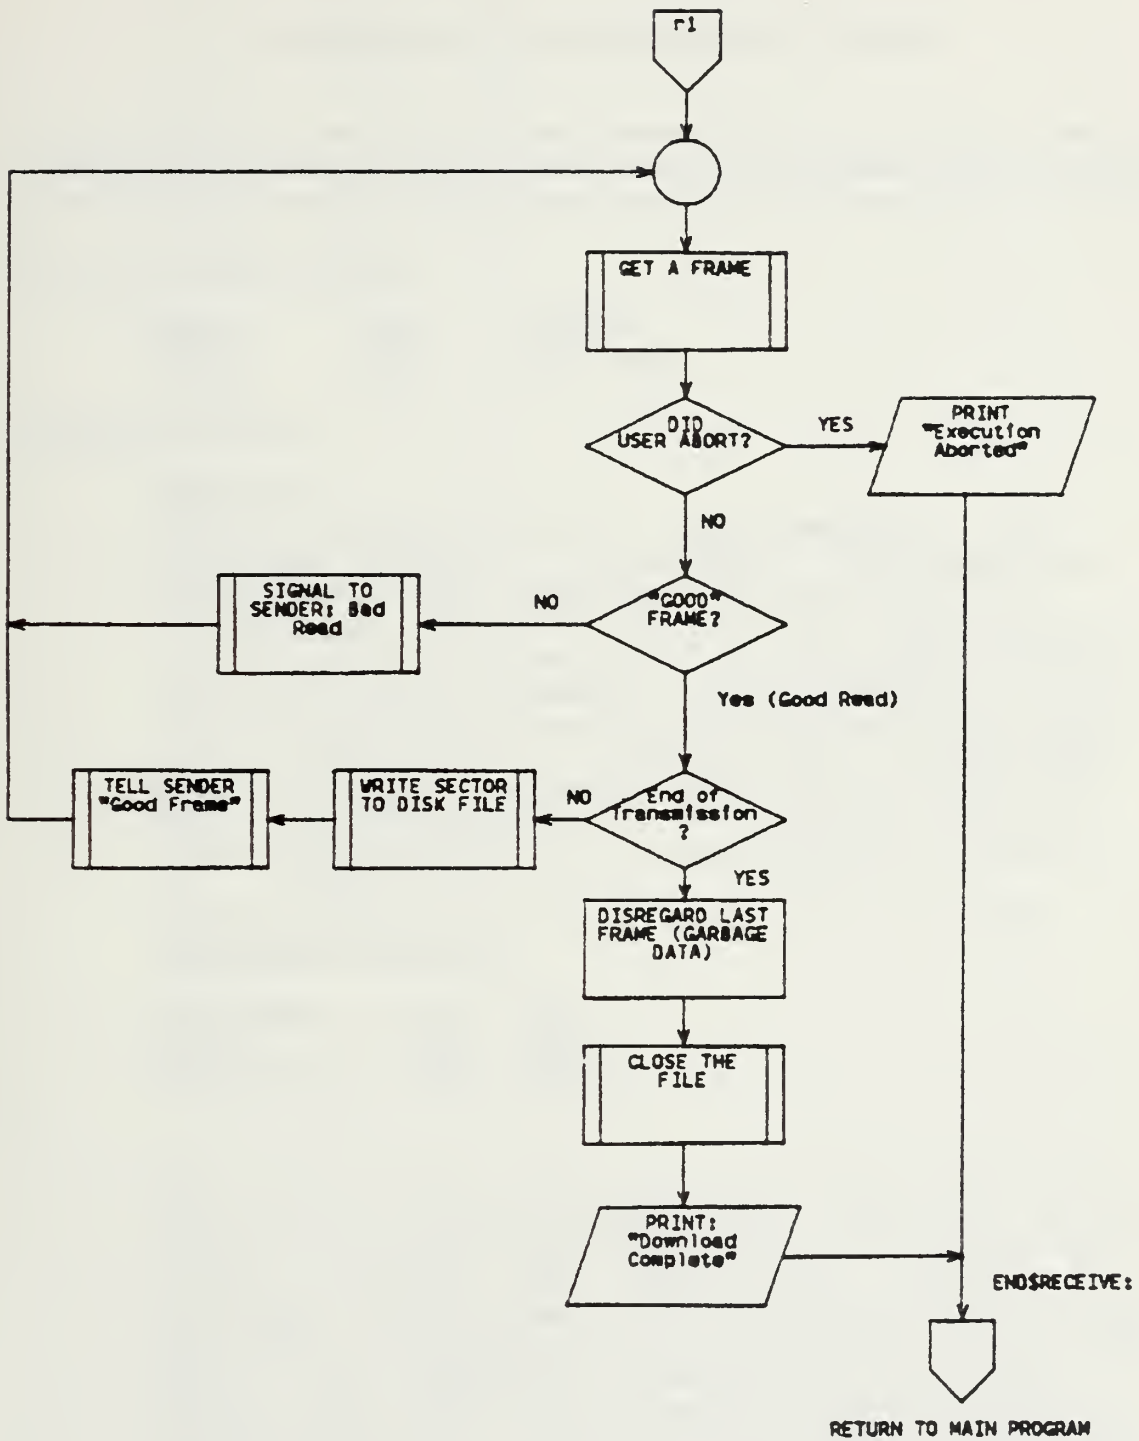 r1
GET A FRAME
DID
USER ABORT?
YES
PRINT
"Execution
Aborted"
NO
SIGNAL TO
SENDER: Bad
Read
NO
"GOOD"
FRAME?
Yes (Good Read)
TELL SENDER
"Good Frame"
WRITE SECTOR
TO DISK FILE
NO
End of
Transmission
?
YES
DISREGARD LAST
FRAME (GARBAGE
DATA)
CLOSE THE
FILE
PRINT:
"Download
Complete"
END$RECEIVE:
RETURN TO MAIN PROGRAM